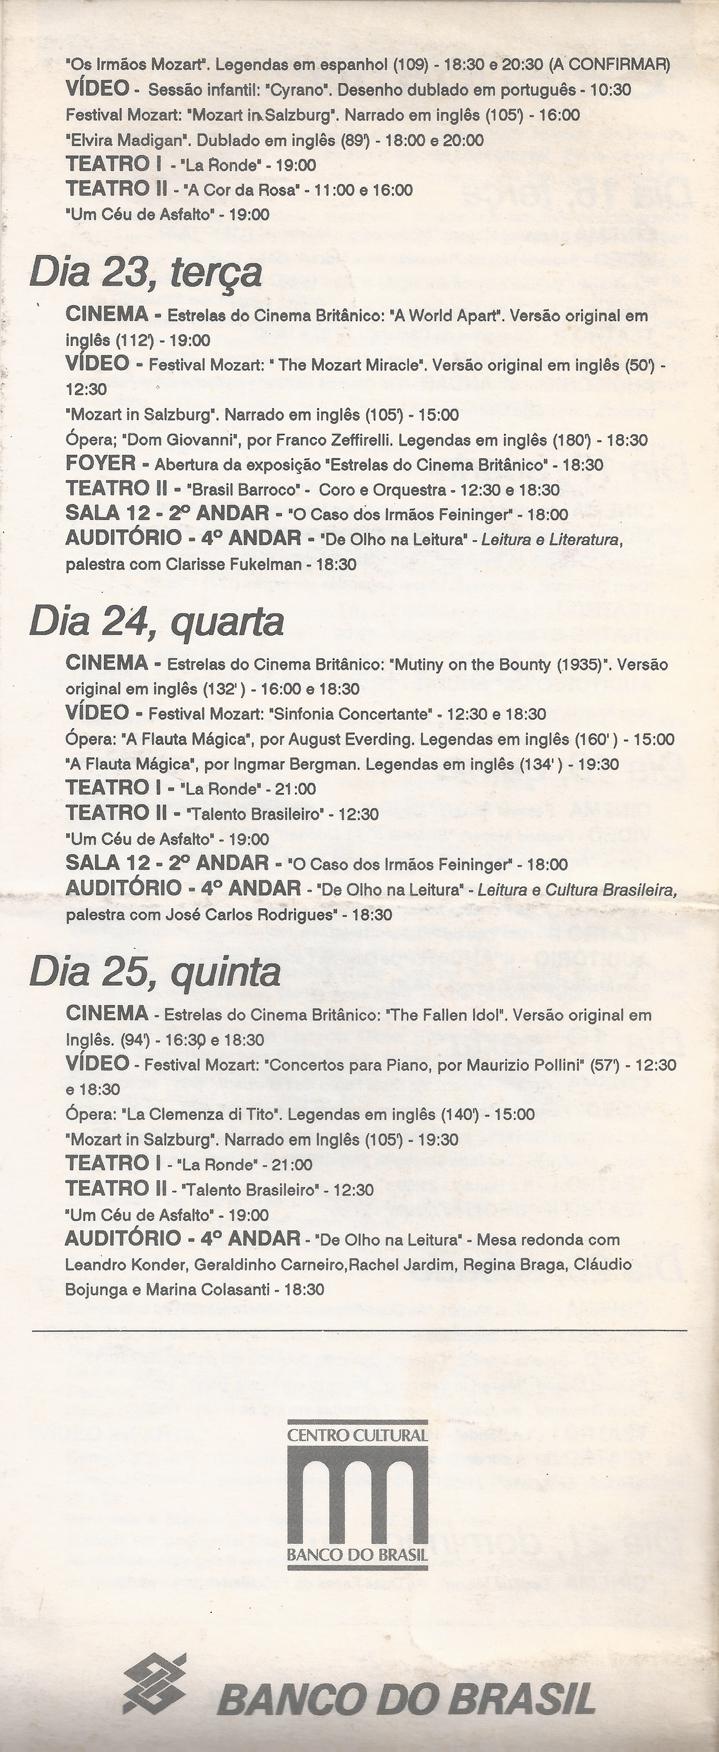 "Os Irmãos Mozart". Legendas em espanhol (109) - 18:30 e 20:30 (A CONFIRMAR)
VÍDEO - Sessão infantil: "Cyrano". Desenho dublado em português - 10:30
Festival Mozart: "Mozart in Salzburg". Narrado em inglês (105') - 16:00
"Elvira Madigan". Dublado em inglês (89') - 18:00 e 20:00
TEATRO I - "La Ronde" - 19:00
TEATRO II - "A Cor da Rosa" - 11:00 e 16:00
"Um Céu de Asfalto" - 19:00
Dia 23, terça
CINEMA - Estrelas do Cinema Britânico: "A World Apart". Versão original em
inglês (112') - 19:00
VÍDEO - Festival Mozart: " The Mozart Miracle". Versão original em inglês (50') -
12:30
"Mozart in Salzburg". Narrado em inglês (105') - 15:00
Ópera; "Dom Giovanni", por Franco Zeffirelli. Legendas em inglês (180') - 18:30
FOYER - Abertura da exposição "Estrelas do Cinema Britânico" - 18:30
TEATRO II - "Brasil Barroco" - Coro e Orquestra - 12:30 e 18:30
SALA 12 - 2º ANDAR - "O Caso dos Irmãos Feininger" - 18:00
AUDITÓRIO - 4º ANDAR - "De Olho na Leitura" - Leitura e Literatura,
palestra com Clarisse Fukelman - 18:30
Dia 24, quarta
CINEMA - Estrelas do Cinema Britânico: "Mutiny on the Bounty (1935)". Versão
original em inglês (132' ) - 16:00 e 18:30
VÍDEO - Festival Mozart: "Sinfonia Concertante" - 12:30 e 18:30
Ópera: "A Flauta Mágica", por August Everding. Legendas em inglês (160' ) - 15:00
"A Flauta Mágica", por Ingmar Bergman. Legendas em inglês (134' ) - 19:30
TEATRO I - "La Ronde" - 21:00
TEATRO II - "Talento Brasileiro" - 12:30
"Um Céu de Asfalto" - 19:00
SALA 12 - 2º ANDAR - "O Caso dos Irmãos Feininger" - 18:00
AUDITÓRIO - 4º ANDAR - "De Olho na Leitura" - Leitura e Cultura Brasileira,
palestra com José Carlos Rodrigues" - 18:30
Dia 25, quinta
CINEMA - Estrelas do Cinema Britânico: "The Fallen Idol". Versão original em
Inglês. (94') - 16:30 e 18:30
VÍDEO - Festival Mozart: "Concertos para Piano, por Maurizio Pollini" (57') - 12:30
e 18:30
Ópera: "La Clemenza di Tito". Legendas em inglês (140') - 15:00
"Mozart in Salzburg". Narrado em Inglês (105') - 19:30
TEATRO I - "La Ronde" - 21:00
TEATRO II - "Talento Brasileiro" - 12:30
"Um Céu de Asfalto" - 19:00
AUDITÓRIO - 4º ANDAR - "De Olho na Leitura" - Mesa redonda com
Leandro Konder, Geraldinho Carneiro,Rachel Jardim, Regina Braga, Cláudio
Bojunga e Marina Colasanti - 18:30
CENTRO CULTURAL
BANCO DO BRASIL
BANCO DO BRASIL